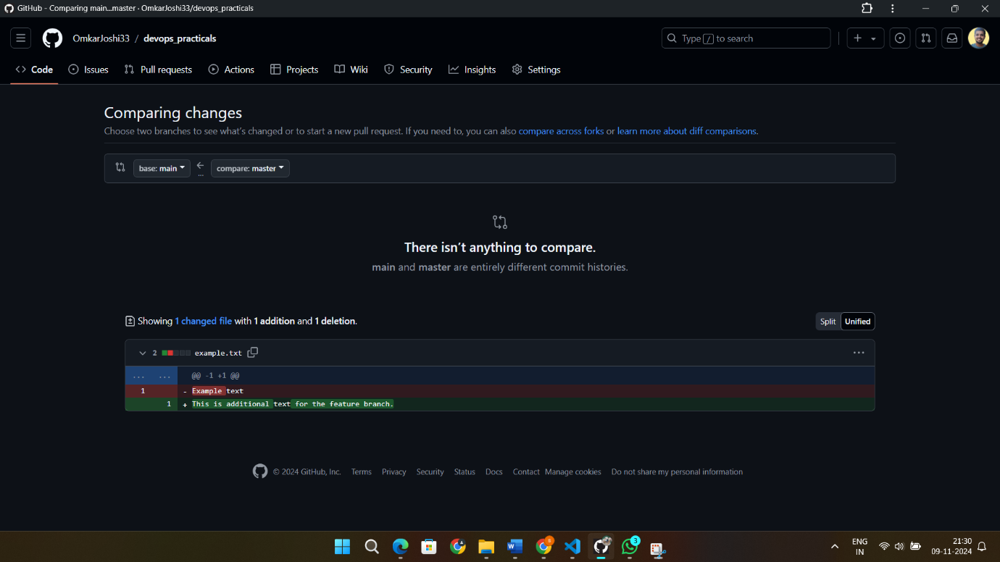 GitHub - Comparing main...master · OmkarJoshi33/devops_practicals
OmkarJoshi33 / devops_practicals
Type / to search
Code Issues Pull requests Actions Projects Wiki Security Insights Settings
Comparing changes
Choose two branches to see what’s changed or to start a new pull request. If you need to, you can also compare across forks or learn more about diff comparisons.
base: main ... compare: master
There isn’t anything to compare.
main and master are entirely different commit histories.
Showing 1 changed file with 1 addition and 1 deletion.
Split Unified
2 example.txt
... ... @@ -1 +1 @@
1 - Example text
1 + This is additional text for the feature branch.
© 2024 GitHub, Inc. Terms Privacy Security Status Docs Contact Manage cookies Do not share my personal information
3
ENG
IN
21:30
09-11-2024